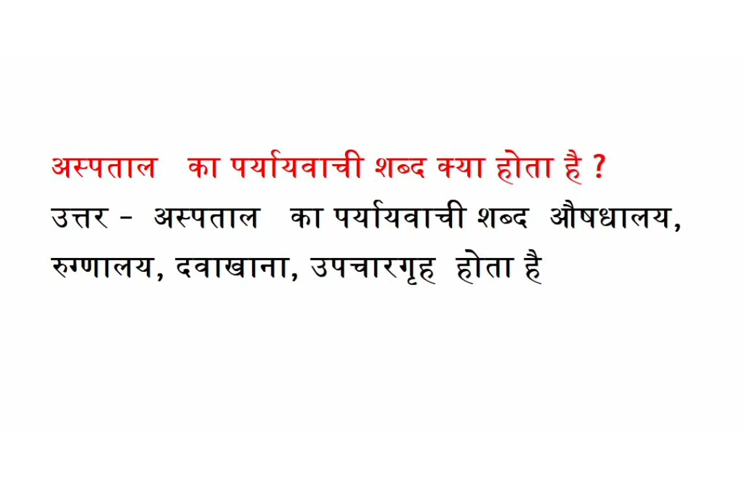 अस्पताल का पर्यायवाची शब्द क्या होता है ?
उत्तर - अस्पताल का पर्यायवाची शब्द औषधालय,
रुग्णालय, दवाखाना, उपचारगृह होता है